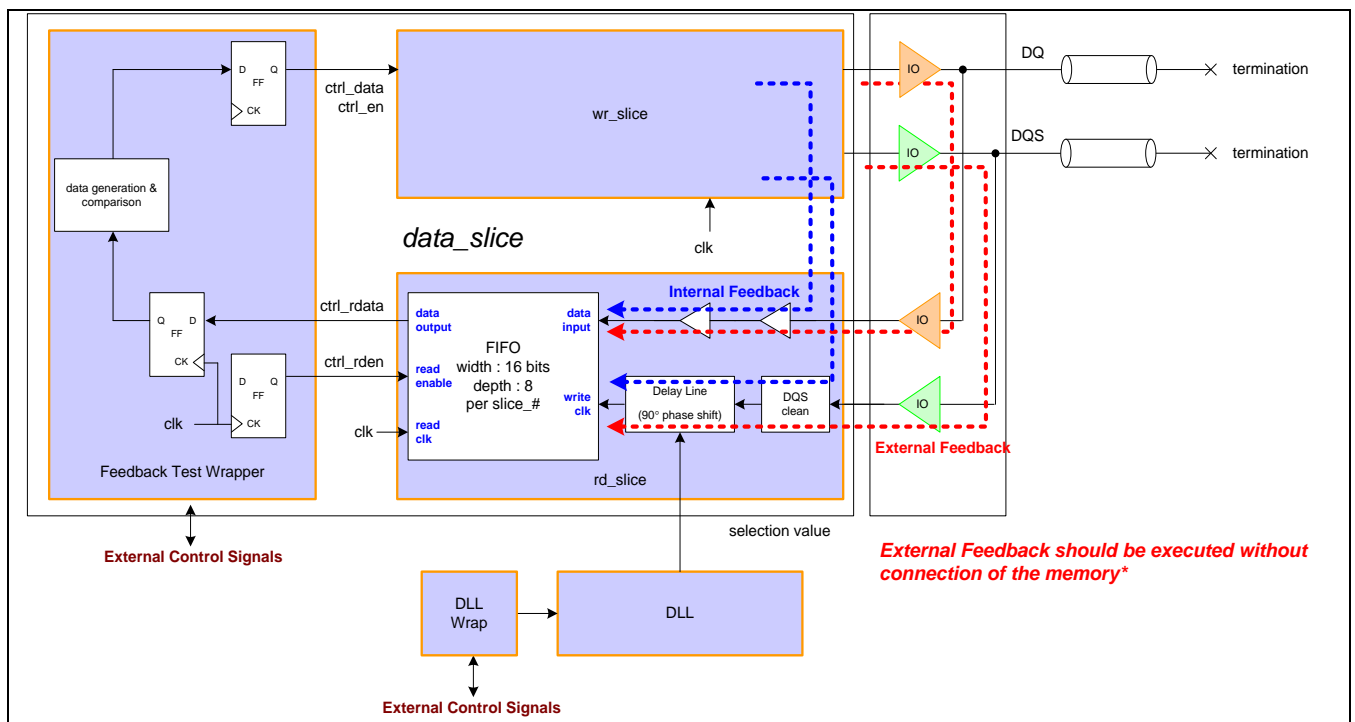 D
Q
FF
CK
ctrl_data
ctrl_en
wr_slice
IO
DQ
termination
IO
DQS
termination
data generation &
comparison
data_slice
clk
Internal Feedback
ctrl_rdata
data
output
data
input
Q
D
FF
CK
IO
FIFO
width : 16 bits
depth : 8
per slice_#
ctrl_rden
read
enable
D
Q
FF
CK
clk
write
clk
Delay Line
(90° phase shift)
DQS
clean
IO
clk
read
clk
External Feedback
Feedback Test Wrapper
rd_slice
selection value
External Control Signals
External Feedback should be executed without
connection of the memory*
DLL
Wrap
DLL
External Control Signals